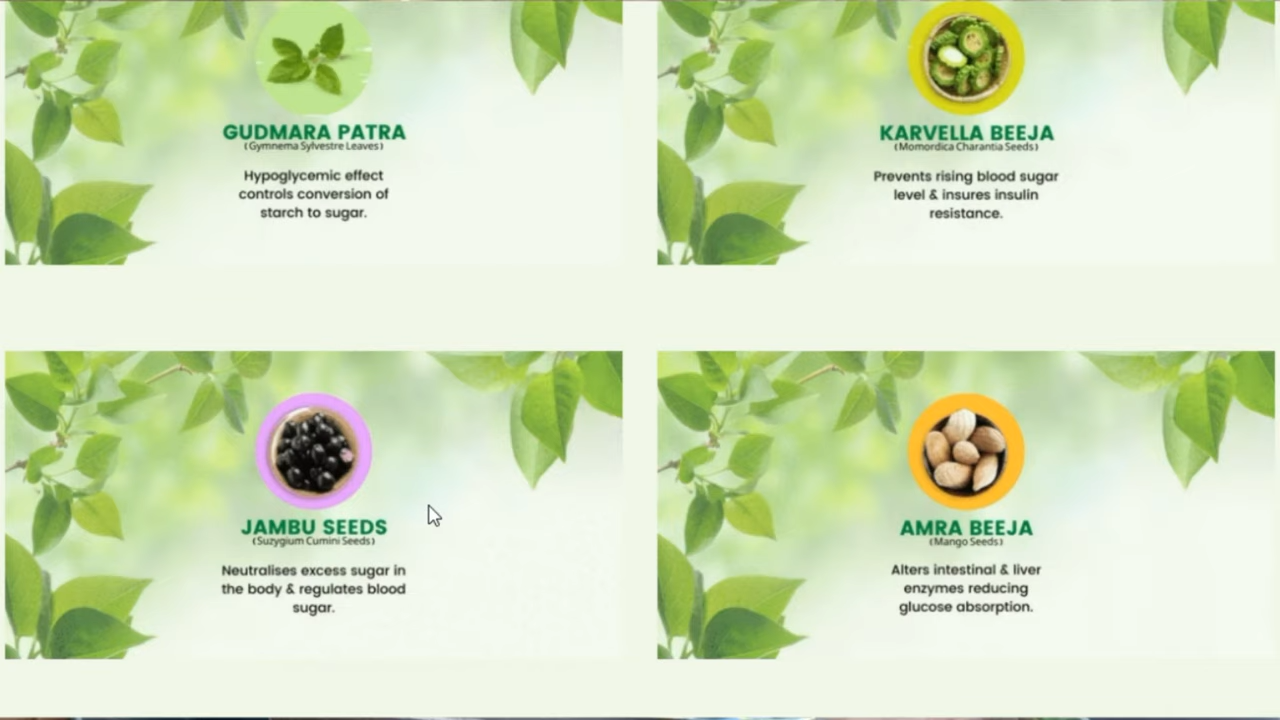 GUDMARA PATRA
(Gymnema Sylvestre Leaves)
Hypoglycemic effect
controls conversion of
starch to sugar.
KARVELLA BEEJA
(Momordica Charantia Seeds)
Prevents rising blood sugar
level & insures insulin
resistance.
JAMBU SEEDS
(Suzygium Cumini Seeds)
Neutralises excess sugar in
the body & regulates blood
sugar.
AMRA BEEJA
(Mango Seeds)
Alters intestinal & liver
enzymes reducing
glucose absorption.